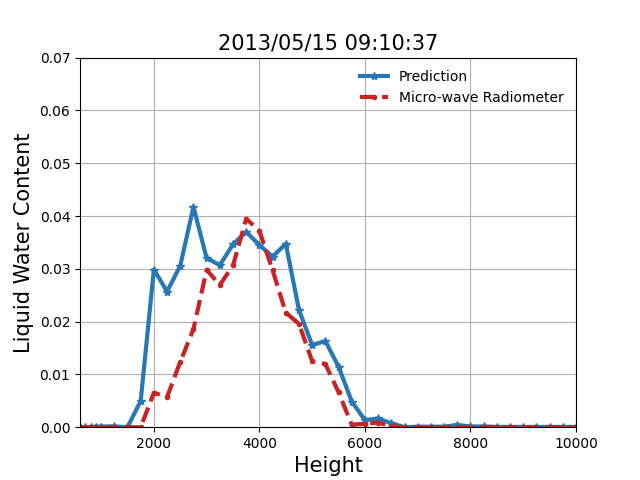 2013/05/15 09:10:37
0.07
0.06
0.05
0.04
0.03
0.02
0.01
0.00
Liquid Water Content
Prediction
Micro-wave Radiometer
2000 4000 6000 8000 10000
Height